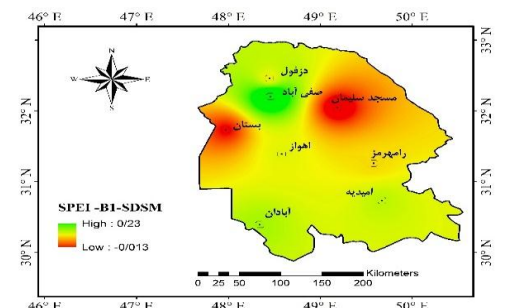 46° E 47° E 48° E 49° E 50° E
33° N
32° N
31° N
30° N
N
W E
S
دزفول
صفی آباد
مسجد سلیمان
بستان
اهواز
رامهرمز
امیدیه
آبادان
SPEI -B1-SDSM
High : 0/23
Low : -0/013
Kilometers
0 25 50 100 150 200
33° N
32° N
31° N
30° N
46° E 47° E 48° E 49° E 50° E